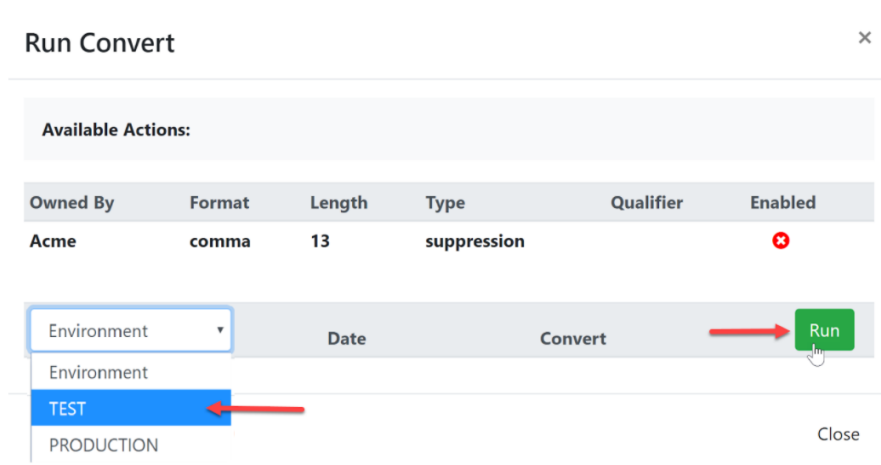 Run Convert ×
Available Actions:
Owned By Format Length Type Qualifier Enabled
Acme comma 13 suppression
Environment Date Convert Run
Environment
TEST
PRODUCTION
Close